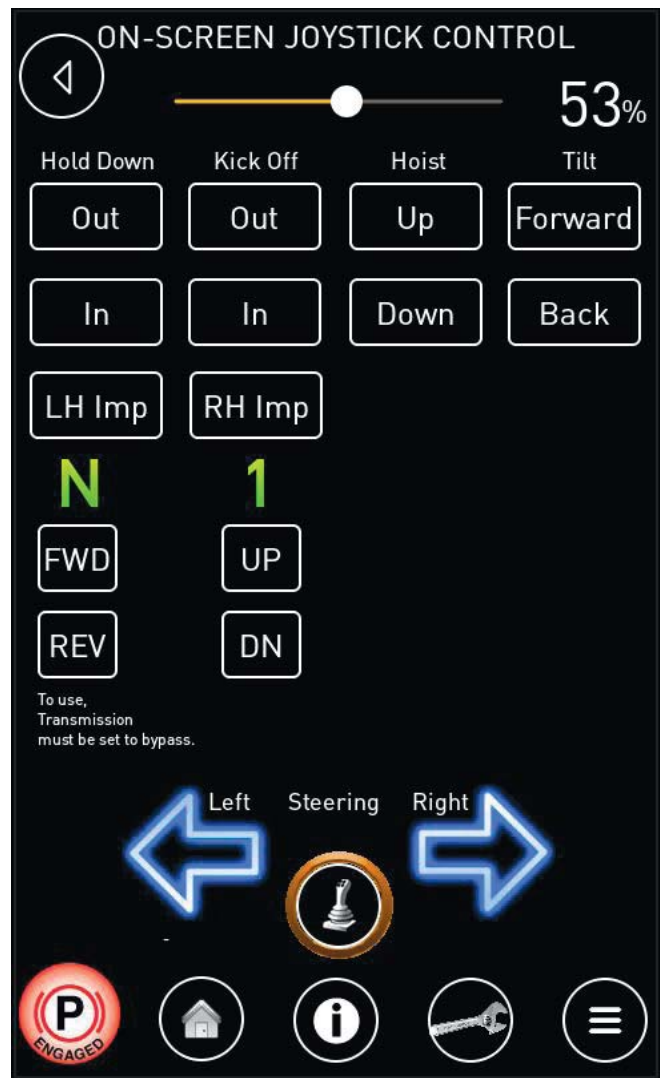 ON-SCREEN JOYSTICK CONTROL
53%
Hold Down Kick Off Hoist Tilt
Out Out Up Forward
In In Down Back
LH Imp RH Imp
N 1
FWD UP
REV DN
To use,
Transmission
must be set to bypass.
Left Steering Right
-
P
ENGAGED
i